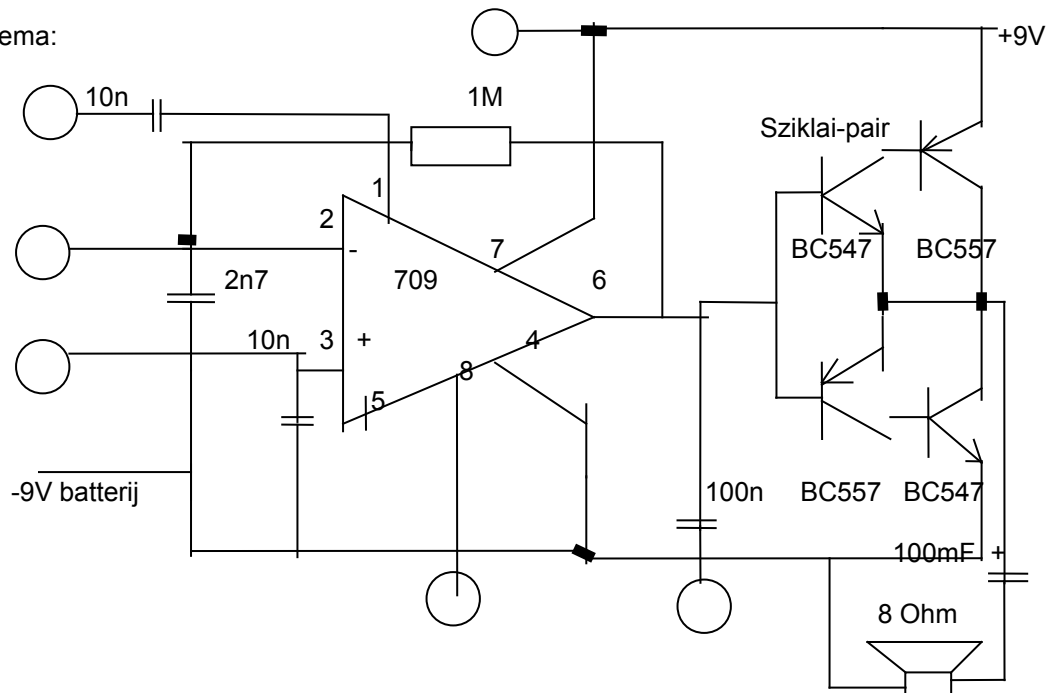 ema:
+9V
10n
1M
Sziklai-pair
1
2
-
7
BC547 BC557
2n7
709
6
10n
3
+
4
8
5
-9V batterij
100n
BC557 BC547
100mF +
8 Ohm